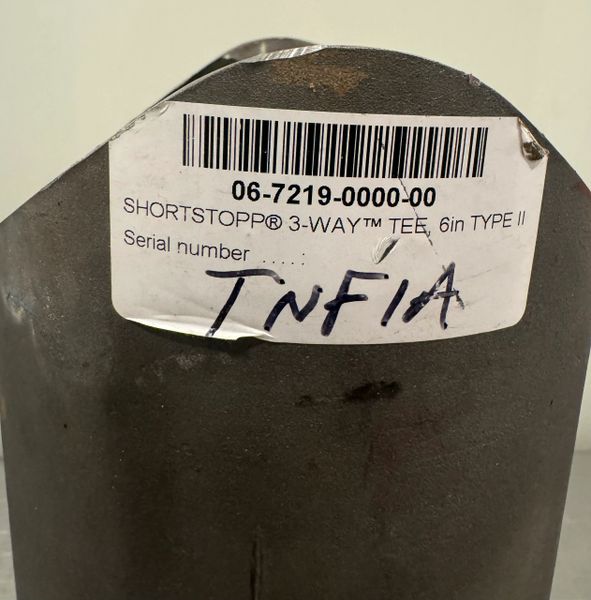 06-7219-0000-00
SHORTSTOPP® 3-WAY™ TEE, 6in TYPE II
Serial number ....:
TNF1A